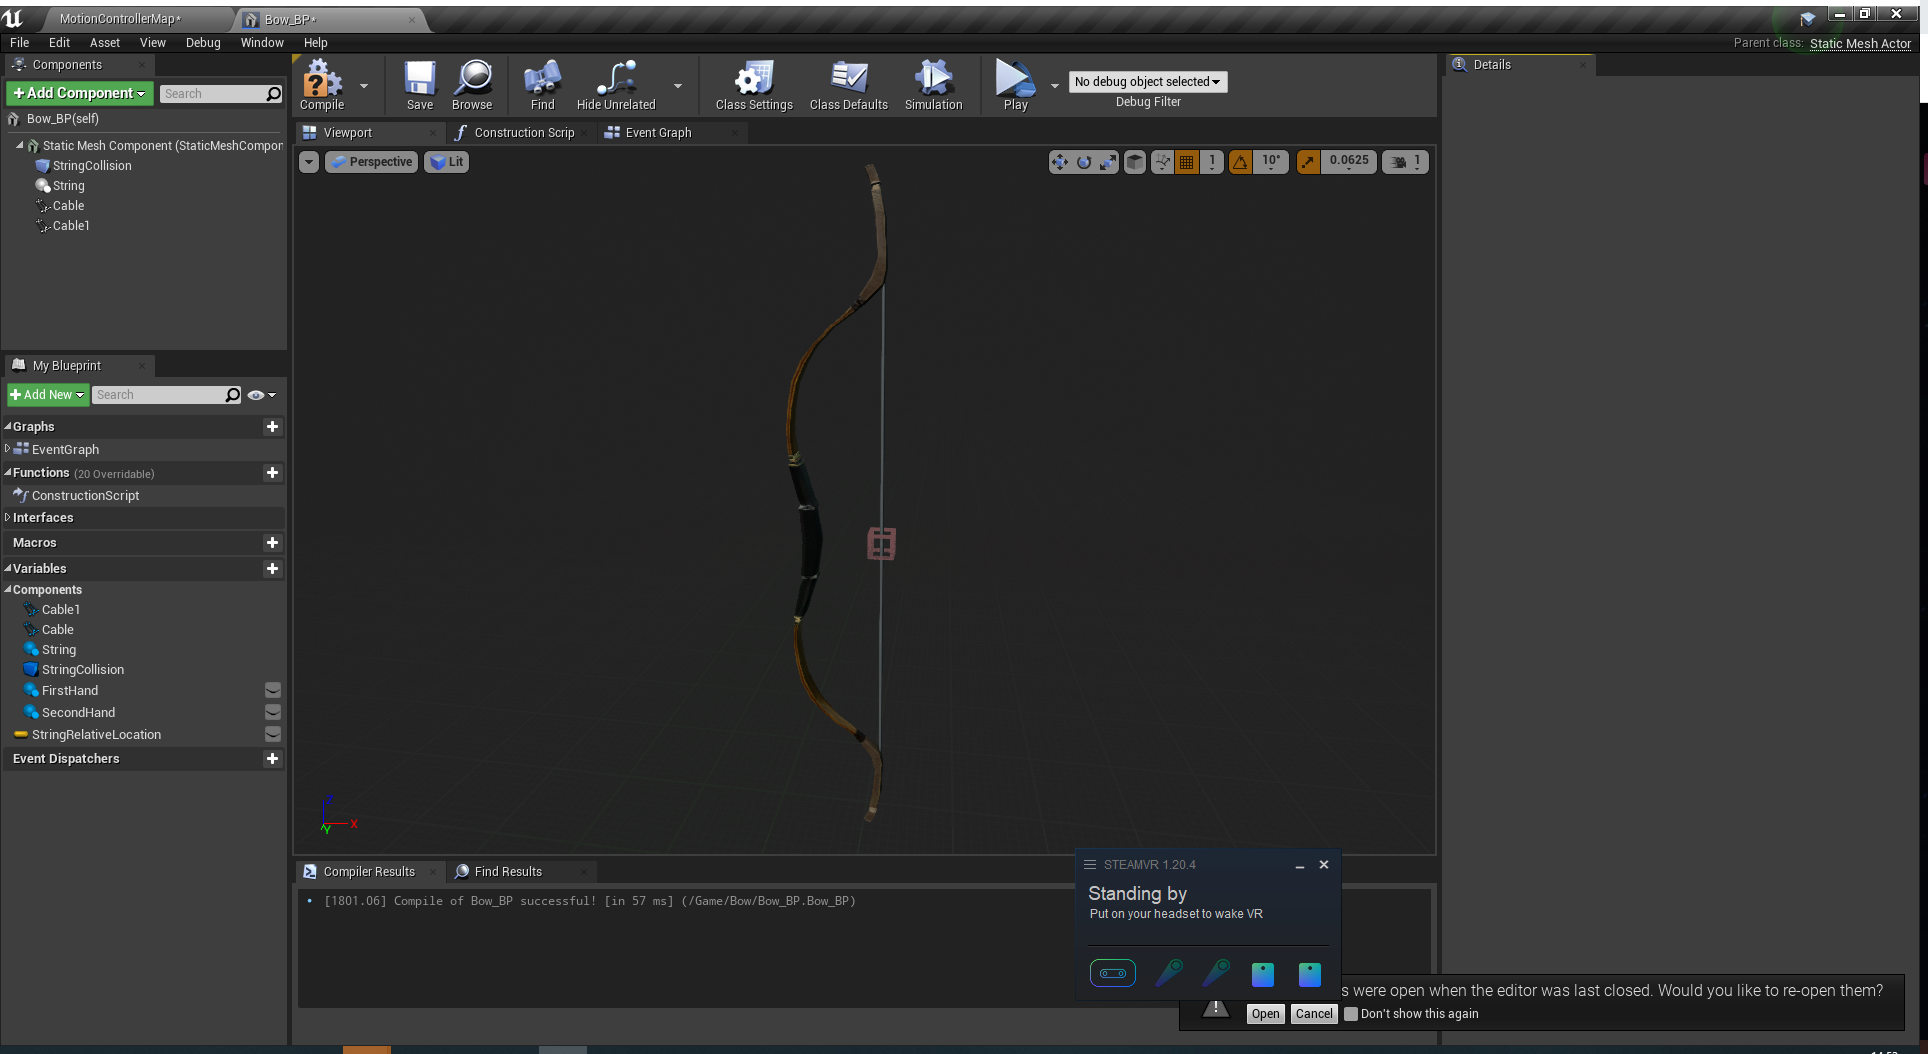 MotionControllerMap*
Bow_BP*
File Edit Asset View Debug Window Help
Parent class: Static Mesh Actor
Components
+Add Component
Search
Bow_BP(self)
Static Mesh Component (StaticMeshCompon
StringCollision
String
Cable
Cable1
My Blueprint
+Add New
Search
Graphs
EventGraph
Functions (20 Overridable)
ConstructionScript
Interfaces
Macros
Variables
Components
Cable1
Cable
String
StringCollision
FirstHand
SecondHand
StringRelativeLocation
Event Dispatchers
Compile
Save
Browse
Find
Hide Unrelated
Class Settings
Class Defaults
Simulation
Play
No debug object selected
Debug Filter
Viewport
Construction Scrip
Event Graph
Perspective
Lit
1
10°
0.0625
1
Z
X
Y
Compiler Results
Find Results
[1801.06] Compile of Bow_BP successful! [in 57 ms] (/Game/Bow/Bow_BP.Bow_BP)
Details
STEAMVR 1.20.4
Standing by
Put on your headset to wake VR
s were open when the editor was last closed. Would you like to re-open them?
Open
Cancel
Don't show this again